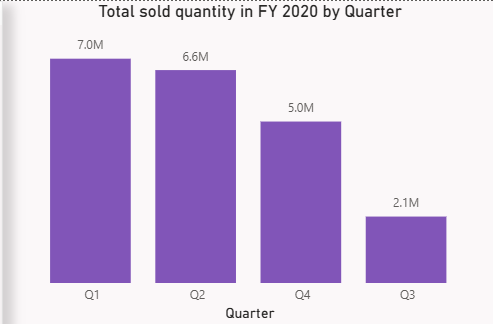 Total sold quantity in FY 2020 by Quarter
7.0M
6.6M
5.0M
2.1M
Q1 Q2 Q4 Q3
Quarter